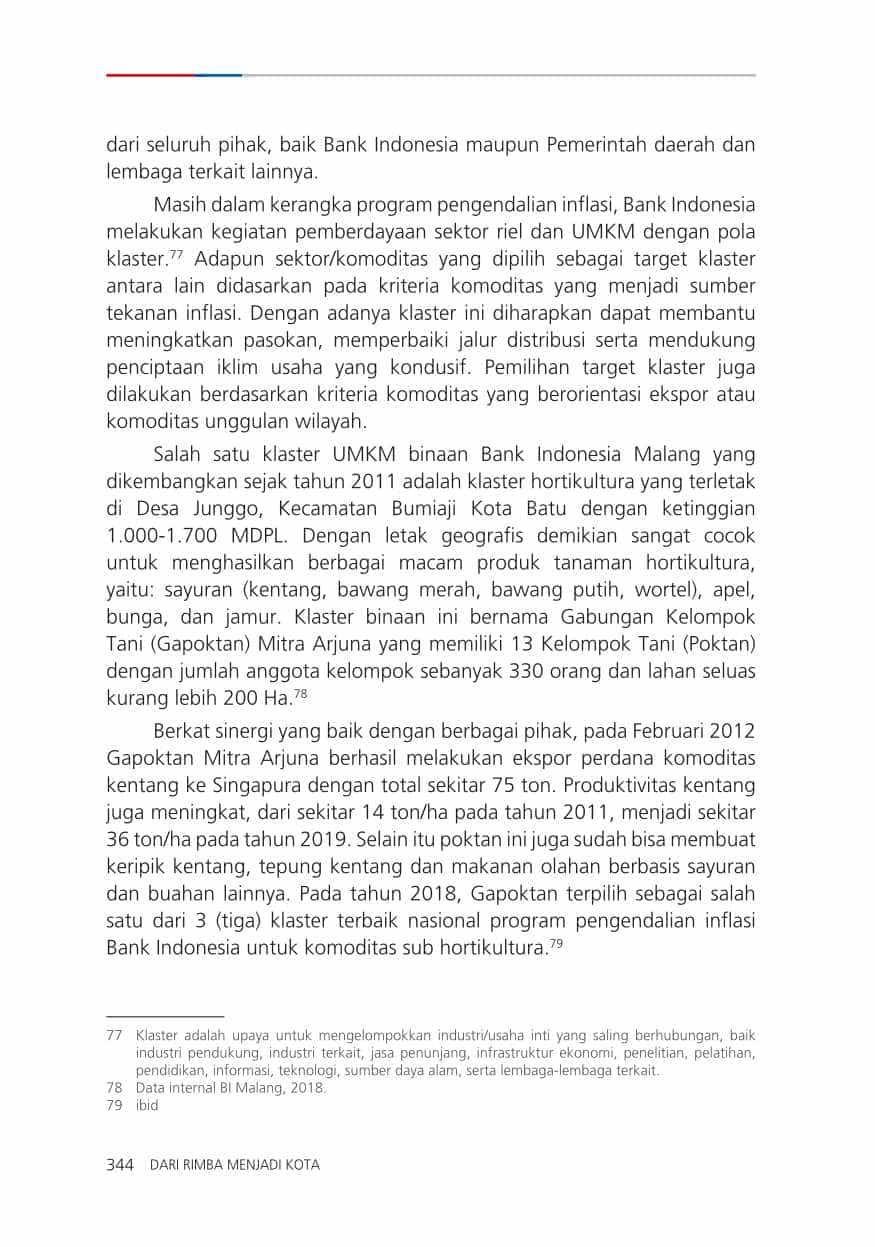 dari seluruh pihak, baik Bank Indonesia maupun Pemerintah daerah dan
lembaga terkait lainnya.
Masih dalam kerangka program pengendalian inflasi, Bank Indonesia
melakukan kegiatan pemberdayaan sektor riel dan UMKM dengan pola
klaster.77 Adapun sektor/komoditas yang dipilih sebagai target klaster
antara lain didasarkan pada kriteria komoditas yang menjadi sumber
tekanan inflasi. Dengan adanya klaster ini diharapkan dapat membantu
meningkatkan pasokan, memperbaiki jalur distribusi serta mendukung
penciptaan iklim usaha yang kondusif. Pemilihan target klaster juga
dilakukan berdasarkan kriteria komoditas yang berorientasi ekspor atau
komoditas unggulan wilayah.
Salah satu klaster UMKM binaan Bank Indonesia Malang yang
dikembangkan sejak tahun 2011 adalah klaster hortikultura yang terletak
di Desa Junggo, Kecamatan Bumiaji Kota Batu dengan ketinggian
1.000-1.700 MDPL. Dengan letak geografis demikian sangat cocok
untuk menghasilkan berbagai macam produk tanaman hortikultura,
yaitu: sayuran (kentang, bawang merah, bawang putih, wortel), apel,
bunga, dan jamur. Klaster binaan ini bernama Gabungan Kelompok
Tani (Gapoktan) Mitra Arjuna yang memiliki 13 Kelompok Tani (Poktan)
dengan jumlah anggota kelompok sebanyak 330 orang dan lahan seluas
kurang lebih 200 Ha.78
Berkat sinergi yang baik dengan berbagai pihak, pada Februari 2012
Gapoktan Mitra Arjuna berhasil melakukan ekspor perdana komoditas
kentang ke Singapura dengan total sekitar 75 ton. Produktivitas kentang
juga meningkat, dari sekitar 14 ton/ha pada tahun 2011, menjadi sekitar
36 ton/ha pada tahun 2019. Selain itu poktan ini juga sudah bisa membuat
keripik kentang, tepung kentang dan makanan olahan berbasis sayuran
dan buahan lainnya. Pada tahun 2018, Gapoktan terpilih sebagai salah
satu dari 3 (tiga) klaster terbaik nasional program pengendalian inflasi
Bank Indonesia untuk komoditas sub hortikultura.79
77 Klaster adalah upaya untuk mengelompokkan industri/usaha inti yang saling berhubungan, baik
industri pendukung, industri terkait, jasa penunjang, infrastruktur ekonomi, penelitian, pelatihan,
pendidikan, informasi, teknologi, sumber daya alam, serta lembaga-lembaga terkait.
78 Data internal BI Malang, 2018.
79 ibid
344 DARI RIMBA MENJADI KOTA